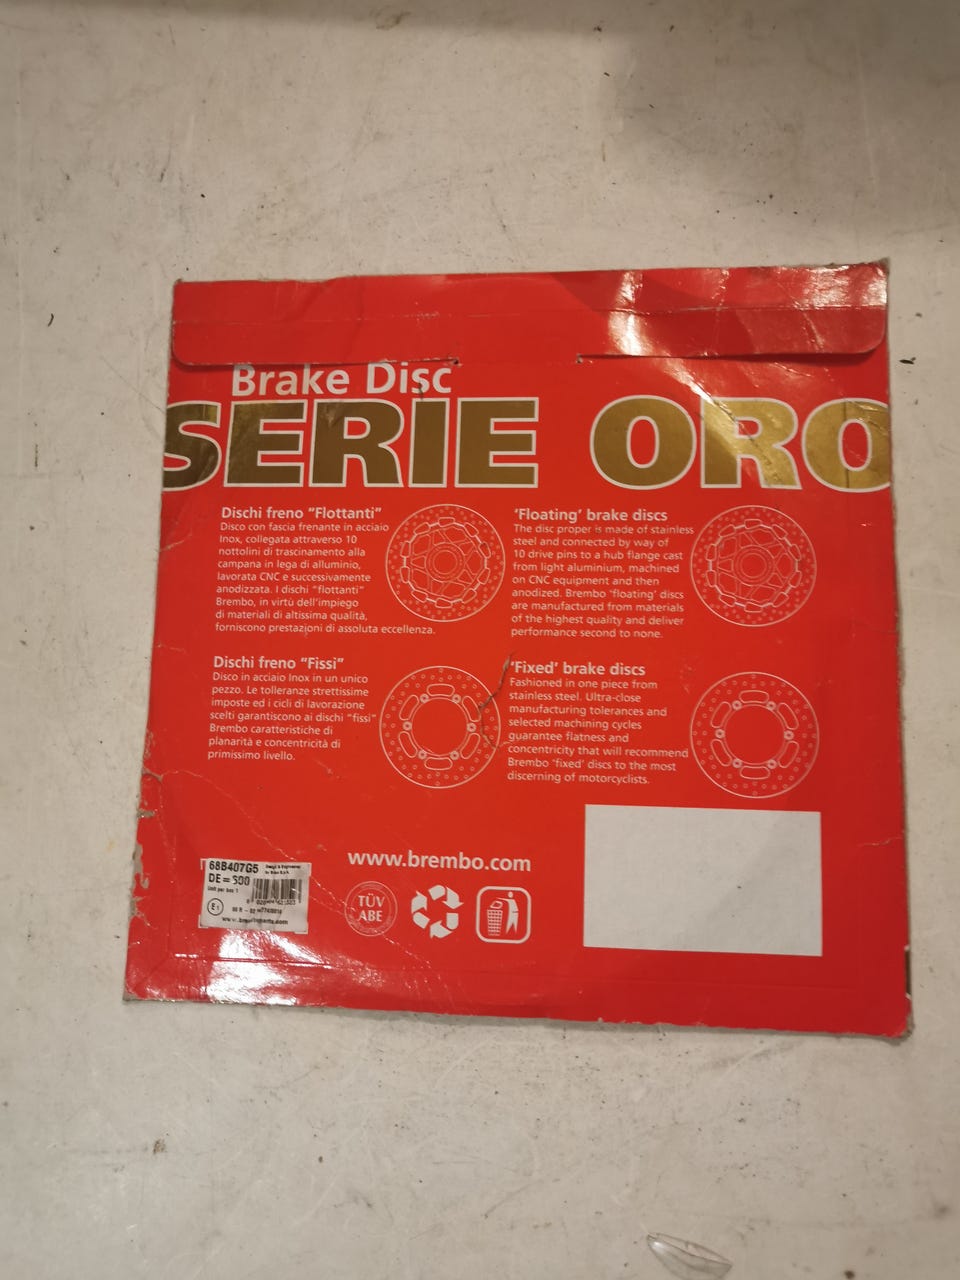 Brake Disc
SERIE ORO
Dischi freno "Flottanti"
Disco con fascia frenante in acciaio
Inox, collegata attraverso 10
nottolini di trascinamento alla
campana in lega di alluminio,
lavorata CNC e successivamente
anodizzata. I dischi "flottanti"
Brembo, in virtù dell'impiego
di materiali di altissima qualità,
forniscono prestazioni di assoluta eccellenza.
'Floating' brake discs
The disc proper is made of stainless
steel and connected by way of
10 drive pins to a hub flange cast
from light aluminium, machined
on CNC equipment and then
anodized. Brembo 'floating' discs
are manufactured from materials
of the highest quality and deliver
performance second to none.
Dischi freno "Fissi"
Disco in acciaio Inox in un unico
pezzo. Le tolleranze strettissime
imposte ed i cicli di lavorazione
scelti garantiscono ai dischi "fissi"
Brembo caratteristiche di
planarità e concentricità di
primissimo livello.
'Fixed' brake discs
Fashioned in one piece from
stainless steel. Ultra-close
manufacturing tolerances and
selected machining cycles
guarantee flatness and
concentricity that will recommend
Brembo 'fixed' discs to the most
discerning of motorcyclists.
www.brembo.com
68B407G5
DE = 300
Unit per box 1
E1
TÜV
ABE